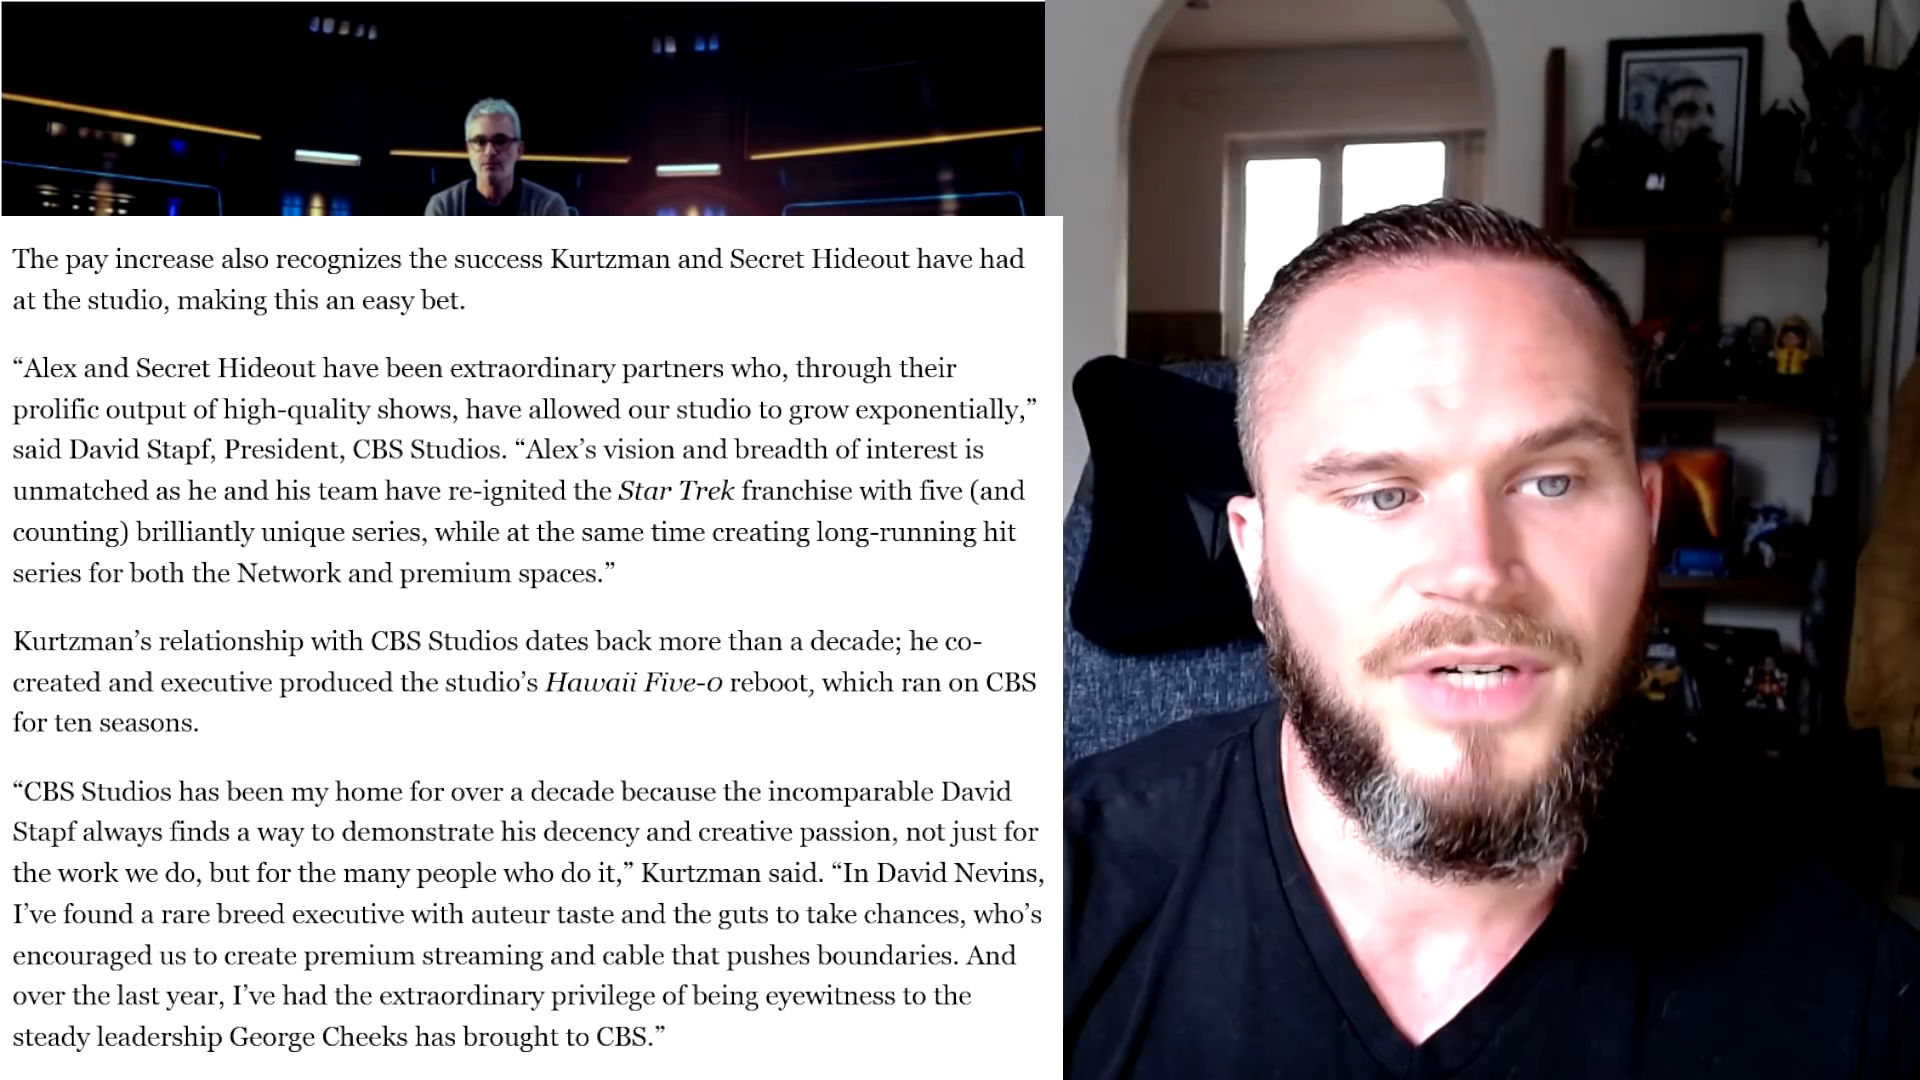 The pay increase also recognizes the success Kurtzman and Secret Hideout have had
at the studio, making this an easy bet.
“Alex and Secret Hideout have been extraordinary partners who, through their
prolific output of high-quality shows, have allowed our studio to grow exponentially,”
said David Stapf, President, CBS Studios. “Alex’s vision and breadth of interest is
unmatched as he and his team have re-ignited the Star Trek franchise with five (and
counting) brilliantly unique series, while at the same time creating long-running hit
series for both the Network and premium spaces.”
Kurtzman’s relationship with CBS Studios dates back more than a decade; he co-
created and executive produced the studio’s Hawaii Five-0 reboot, which ran on CBS
for ten seasons.
“CBS Studios has been my home for over a decade because the incomparable David
Stapf always finds a way to demonstrate his decency and creative passion, not just for
the work we do, but for the many people who do it,” Kurtzman said. “In David Nevins,
I’ve found a rare breed executive with auteur taste and the guts to take chances, who’s
encouraged us to create premium streaming and cable that pushes boundaries. And
over the last year, I’ve had the extraordinary privilege of being eyewitness to the
steady leadership George Cheeks has brought to CBS.”